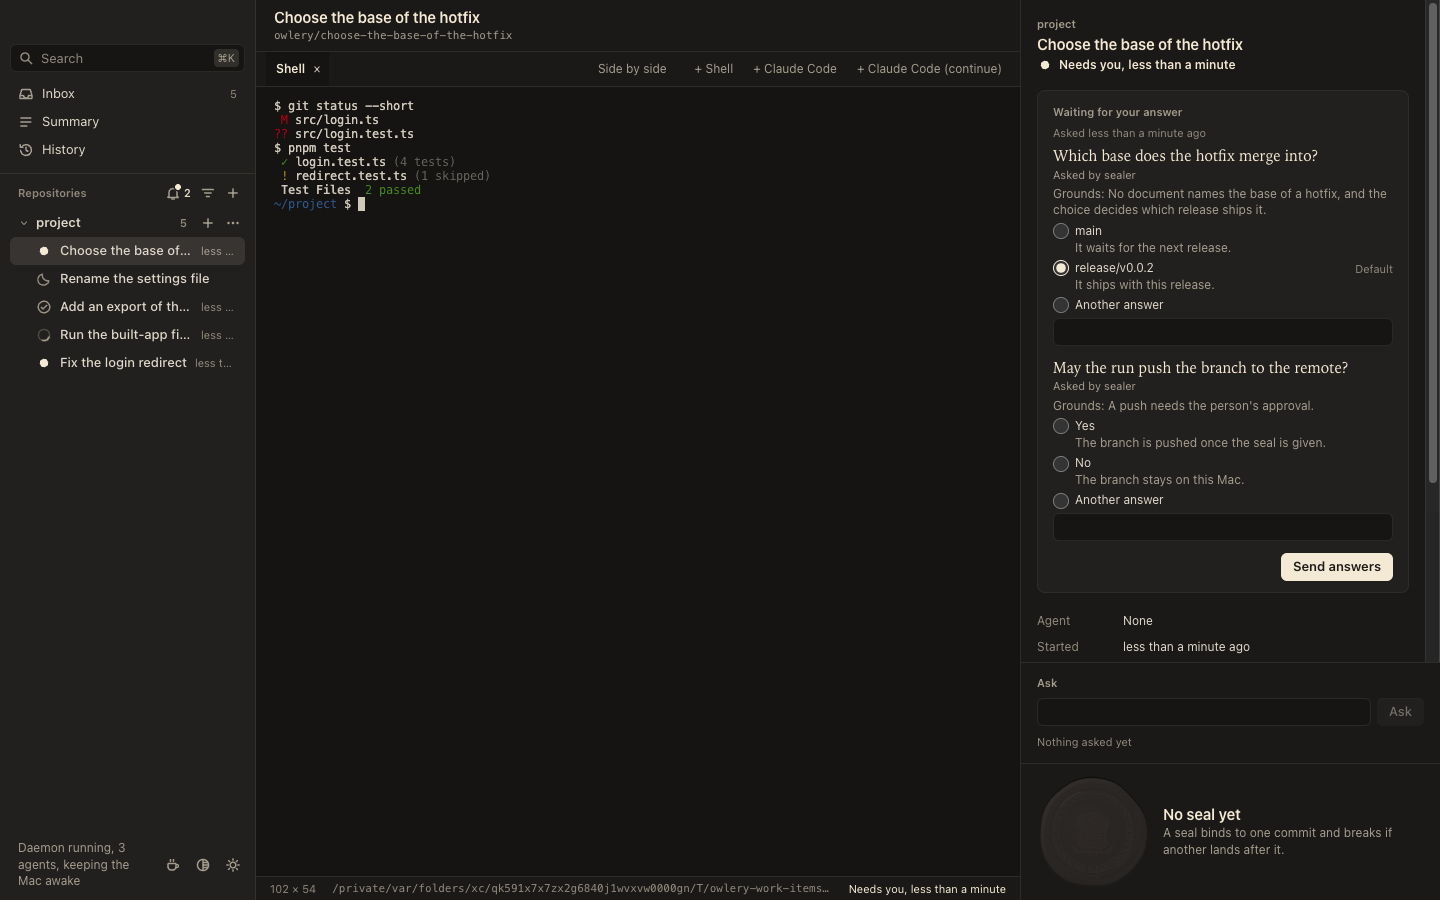 Search ⌘K
Inbox 5
Summary
History
Repositories 2
project 5
Choose the base of... less ...
Rename the settings file
Add an export of th... less ...
Run the built-app fi... less ...
Fix the login redirect less t...
Daemon running, 3
agents, keeping the
Mac awake
Choose the base of the hotfix
owlery/choose-the-base-of-the-hotfix
Shell × Side by side + Shell + Claude Code + Claude Code (continue)
$ git status --short
M src/login.ts
?? src/login.test.ts
$ pnpm test
✓ login.test.ts (4 tests)
! redirect.test.ts (1 skipped)
Test Files 2 passed
~/project $
102 × 54 /private/var/folders/xc/qk591x7x7zx2g6840j1wvxvw0000gn/T/owlery-work-items… Needs you, less than a minute
project
Choose the base of the hotfix
Needs you, less than a minute
Waiting for your answer
Asked less than a minute ago
Which base does the hotfix merge into?
Asked by sealer
Grounds: No document names the base of a hotfix, and the
choice decides which release ships it.
main
It waits for the next release.
release/v0.0.2 Default
It ships with this release.
Another answer
May the run push the branch to the remote?
Asked by sealer
Grounds: A push needs the person's approval.
Yes
The branch is pushed once the seal is given.
No
The branch stays on this Mac.
Another answer
Send answers
Agent None
Started less than a minute ago
Ask
Ask
Nothing asked yet
No seal yet
A seal binds to one commit and breaks if
another lands after it.